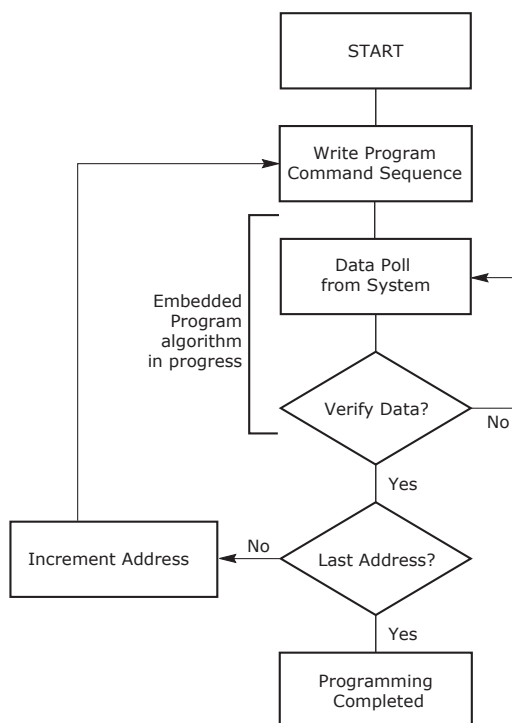 START
Write Program
Command Sequence
Data Poll
from System
Embedded
Program
algorithm
in progress
Verify Data?
No
Yes
Last Address?
No
Increment Address
Yes
Programming
Completed